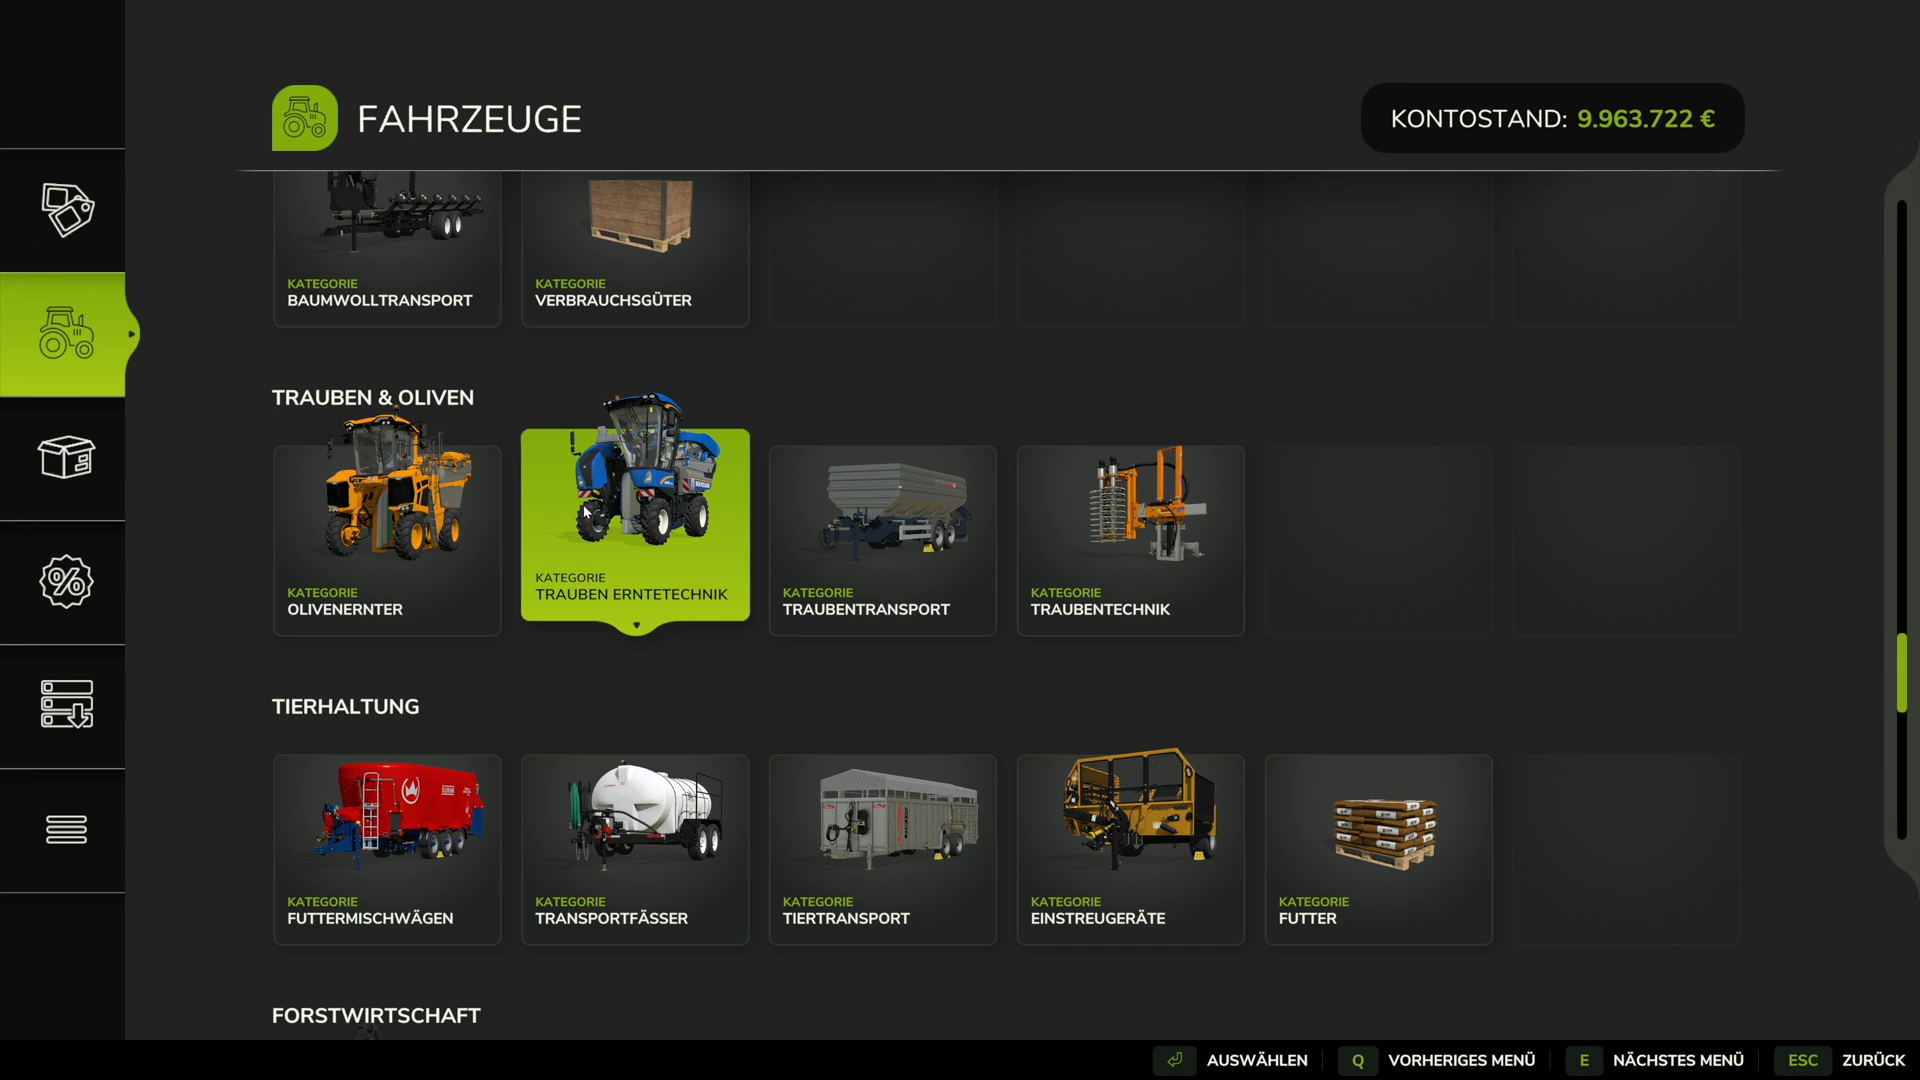 FAHRZEUGE
KONTOSTAND: 9.963.722 €
KATEGORIE
BAUMWOLLTRANSPORT
KATEGORIE
VERBRAUCHSGÜTER
TRAUBEN & OLIVEN
KATEGORIE
OLIVENERNTER
KATEGORIE
TRAUBEN ERNTETECHNIK
KATEGORIE
TRAUBENTRANSPORT
KATEGORIE
TRAUBENTECHNIK
TIERHALTUNG
KATEGORIE
FUTTERMISCHWÄGEN
KATEGORIE
TRANSPORTFÄSSER
KATEGORIE
TIERTRANSPORT
KATEGORIE
EINSTREUGERÄTE
KATEGORIE
FUTTER
FORSTWIRTSCHAFT
AUSWÄHLEN
Q VORHERIGES MENÜ
E NÄCHSTES MENÜ
ESC ZURÜCK